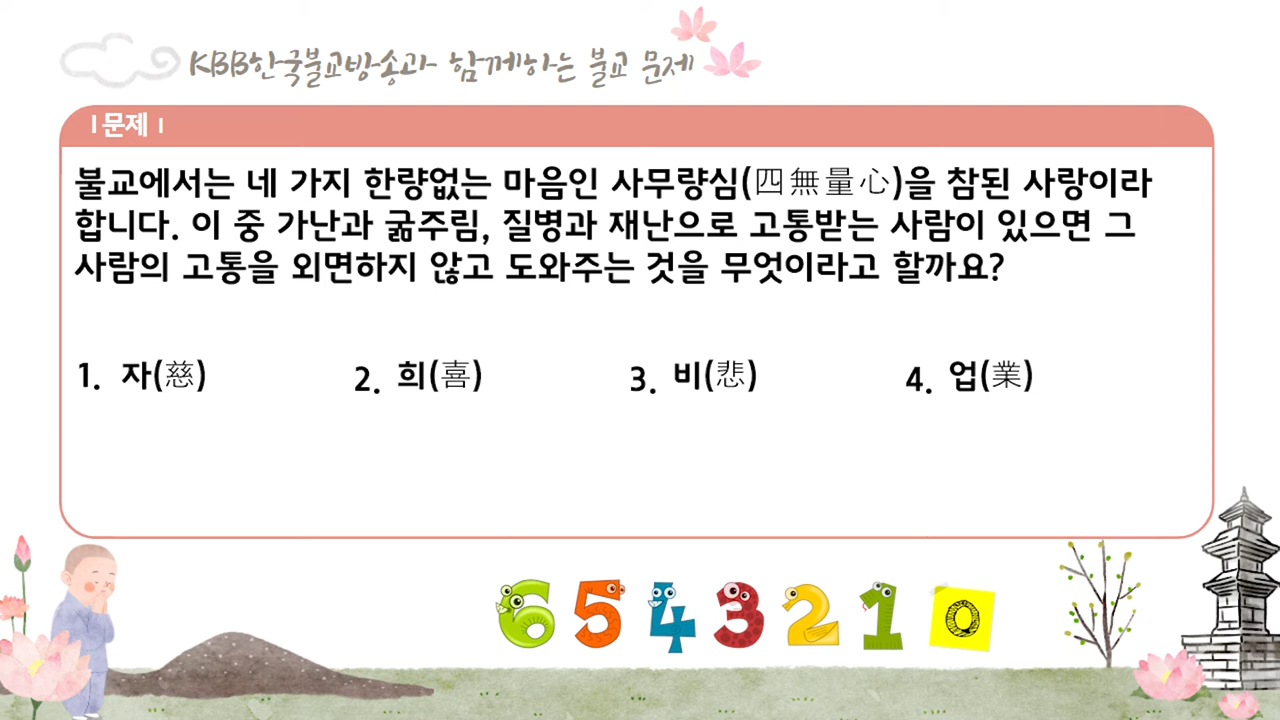 KBB한국불교방송과 함께하는 불교 문제
| 문제 |
불교에서는 네 가지 한량없는 마음인 사무량심(四無量心)을 참된 사랑이라
합니다. 이 중 가난과 굶주림, 질병과 재난으로 고통받는 사람이 있으면 그
사람의 고통을 외면하지 않고 도와주는 것을 무엇이라고 할까요?
1. 자(慈) 2. 희(喜) 3. 비(悲) 4. 업(業)
6 5 4 3 2 1 0